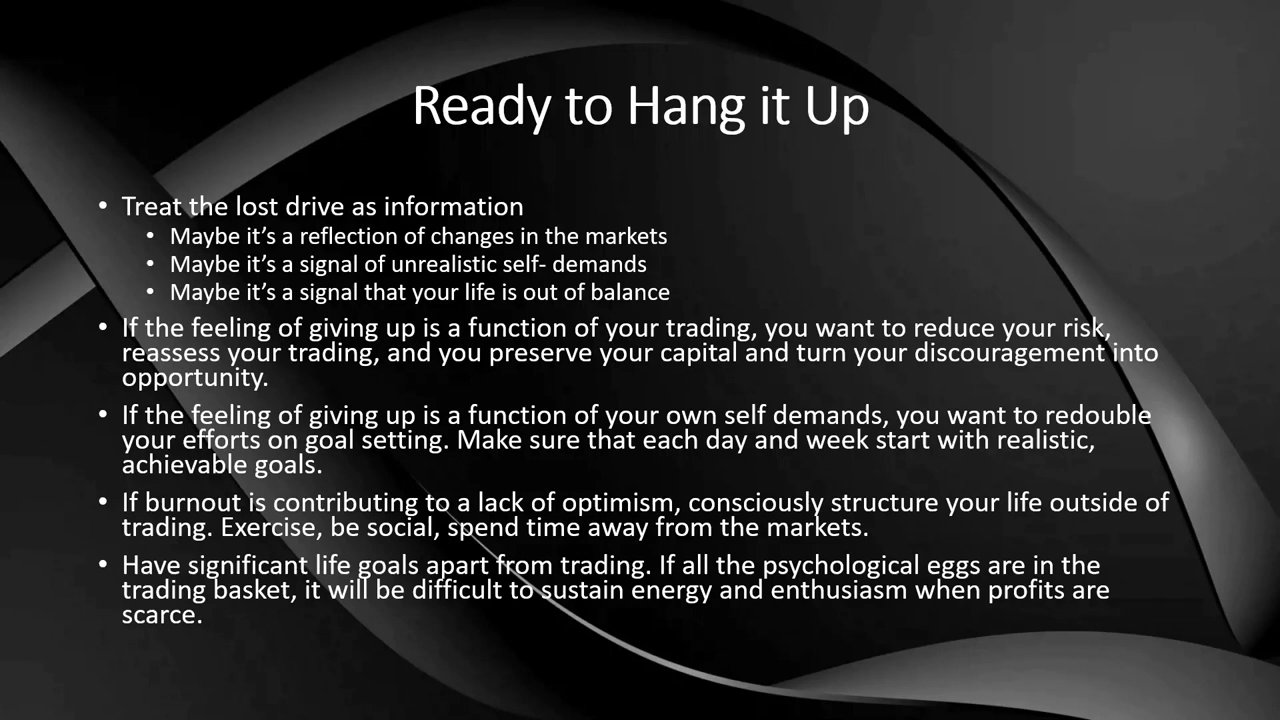 Ready to Hang it Up
• Treat the lost drive as information
• Maybe it’s a reflection of changes in the markets
• Maybe it’s a signal of unrealistic self- demands
• Maybe it’s a signal that your life is out of balance
• If the feeling of giving up is a function of your trading, you want to reduce your risk,
reassess your trading, and you preserve your capital and turn your discouragement into
opportunity.
• If the feeling of giving up is a function of your own self demands, you want to redouble
your efforts on goal setting. Make sure that each day and week start with realistic,
achievable goals.
• If burnout is contributing to a lack of optimism, consciously structure your life outside of
trading. Exercise, be social, spend time away from the markets.
• Have significant life goals apart from trading. If all the psychological eggs are in the
trading basket, it will be difficult to sustain energy and enthusiasm when profits are
scarce.